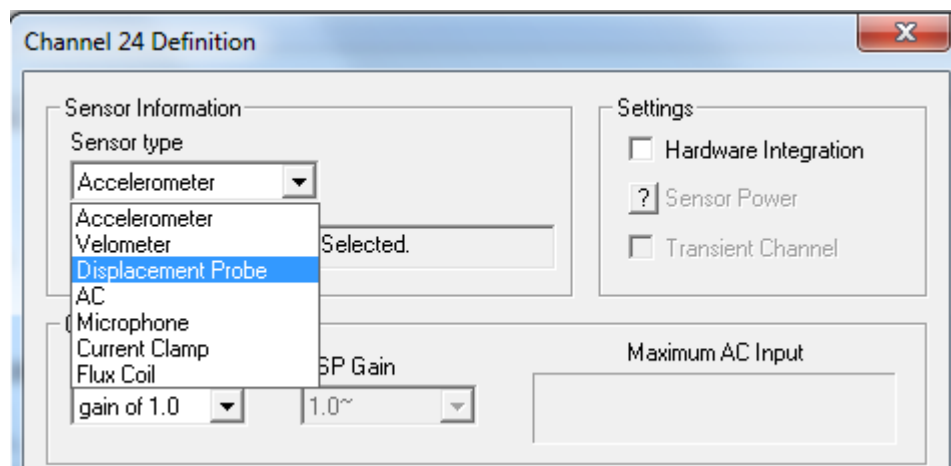 Channel 24 Definition
Sensor Information
Sensor type
Accelerometer
Accelerometer
Velometer
Displacement Probe
AC
Microphone
Current Clamp
Flux Coil
Selected.
Settings
Hardware Integration
? Sensor Power
Transient Channel
SP Gain
gain of 1.0
1.0~
Maximum AC Input